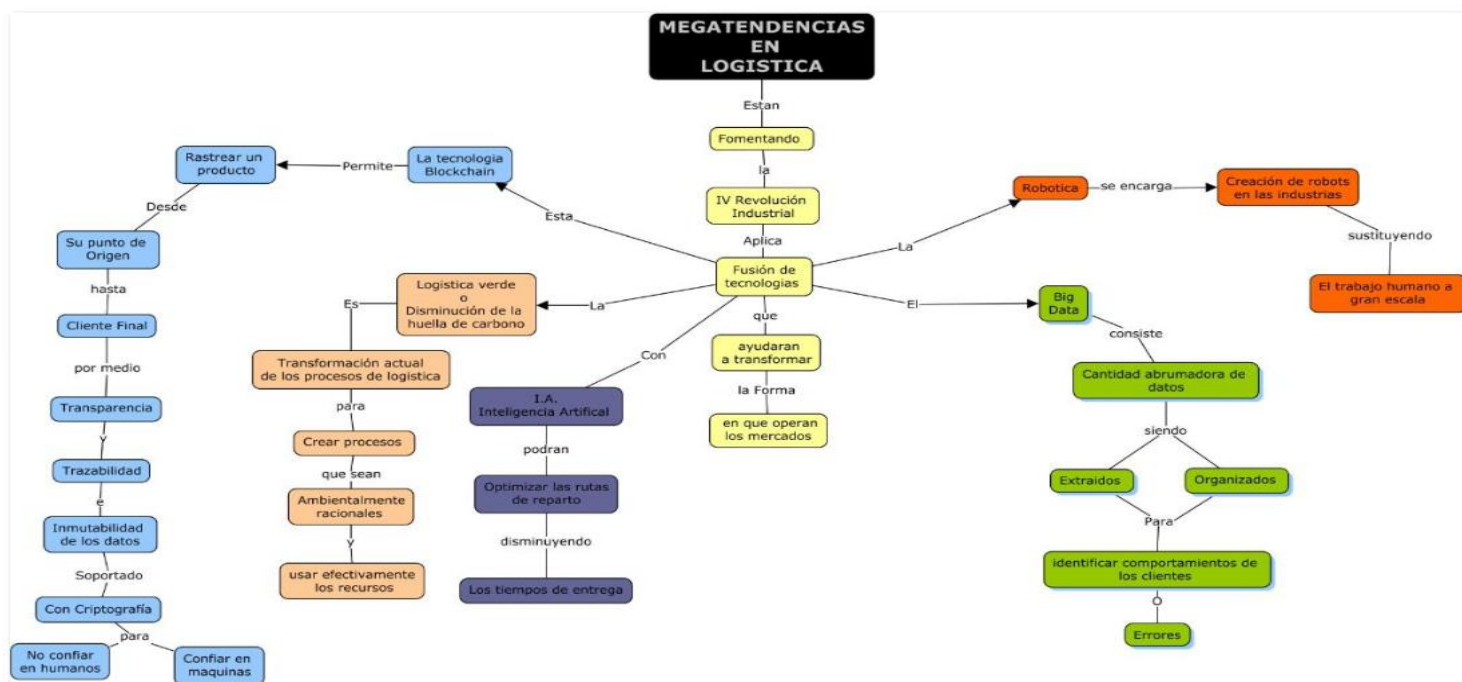 MEGATENDENCIAS
EN
LOGISTICA
Estan
Fomentando
la
IV Revolución
Industrial
Aplica
Fusión de
tecnologias
que
ayudaran
a transformar
la Forma
en que operan
los mercados
Esta
La tecnologia
Blockchain
Permite
Rastrear un
producto
Desde
Su punto de
Origen
hasta
Cliente Final
por medio
Transparencia
y
Trazabilidad
e
Inmutabilidad
de los datos
Soportado
Con Criptografía
para
No confiar
en humanos
Confiar en
maquinas
La
Logistica verde
o
Disminución de la
huella de carbono
Es
Transformación actual
de los procesos de logistica
para
Crear procesos
que sean
Ambientalmente
racionales
y
usar efectivamente
los recursos
Con
I.A.
Inteligencia Artifical
podran
Optimizar las rutas
de reparto
disminuyendo
Los tiempos de entrega
La
Robotica
se encarga
Creación de robots
en las industrias
sustituyendo
El trabajo humano a
gran escala
El
Big
Data
consiste
Cantidad abrumadora de
datos
siendo
Extraidos
Organizados
Para
identificar comportamientos de
los clientes
O
Errores